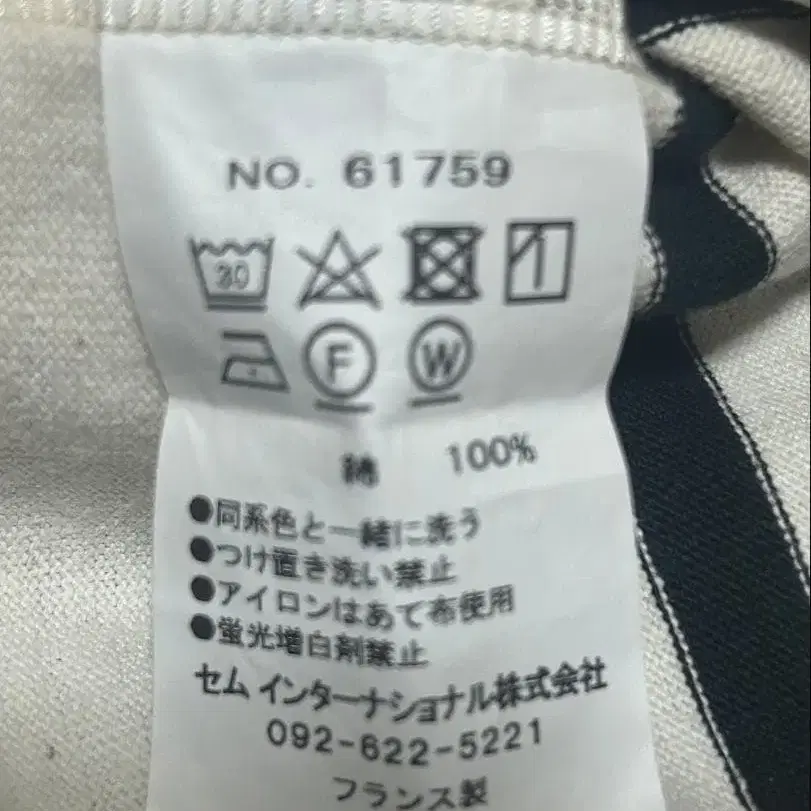 NO. 61759
30
F W
綿 100%
●同系色と一緒に洗う
●つけ置き洗い禁止
●アイロンはあて布使用
●蛍光増白剤禁止
セム インターナショナル株式会社
092-622-5221
フランス製